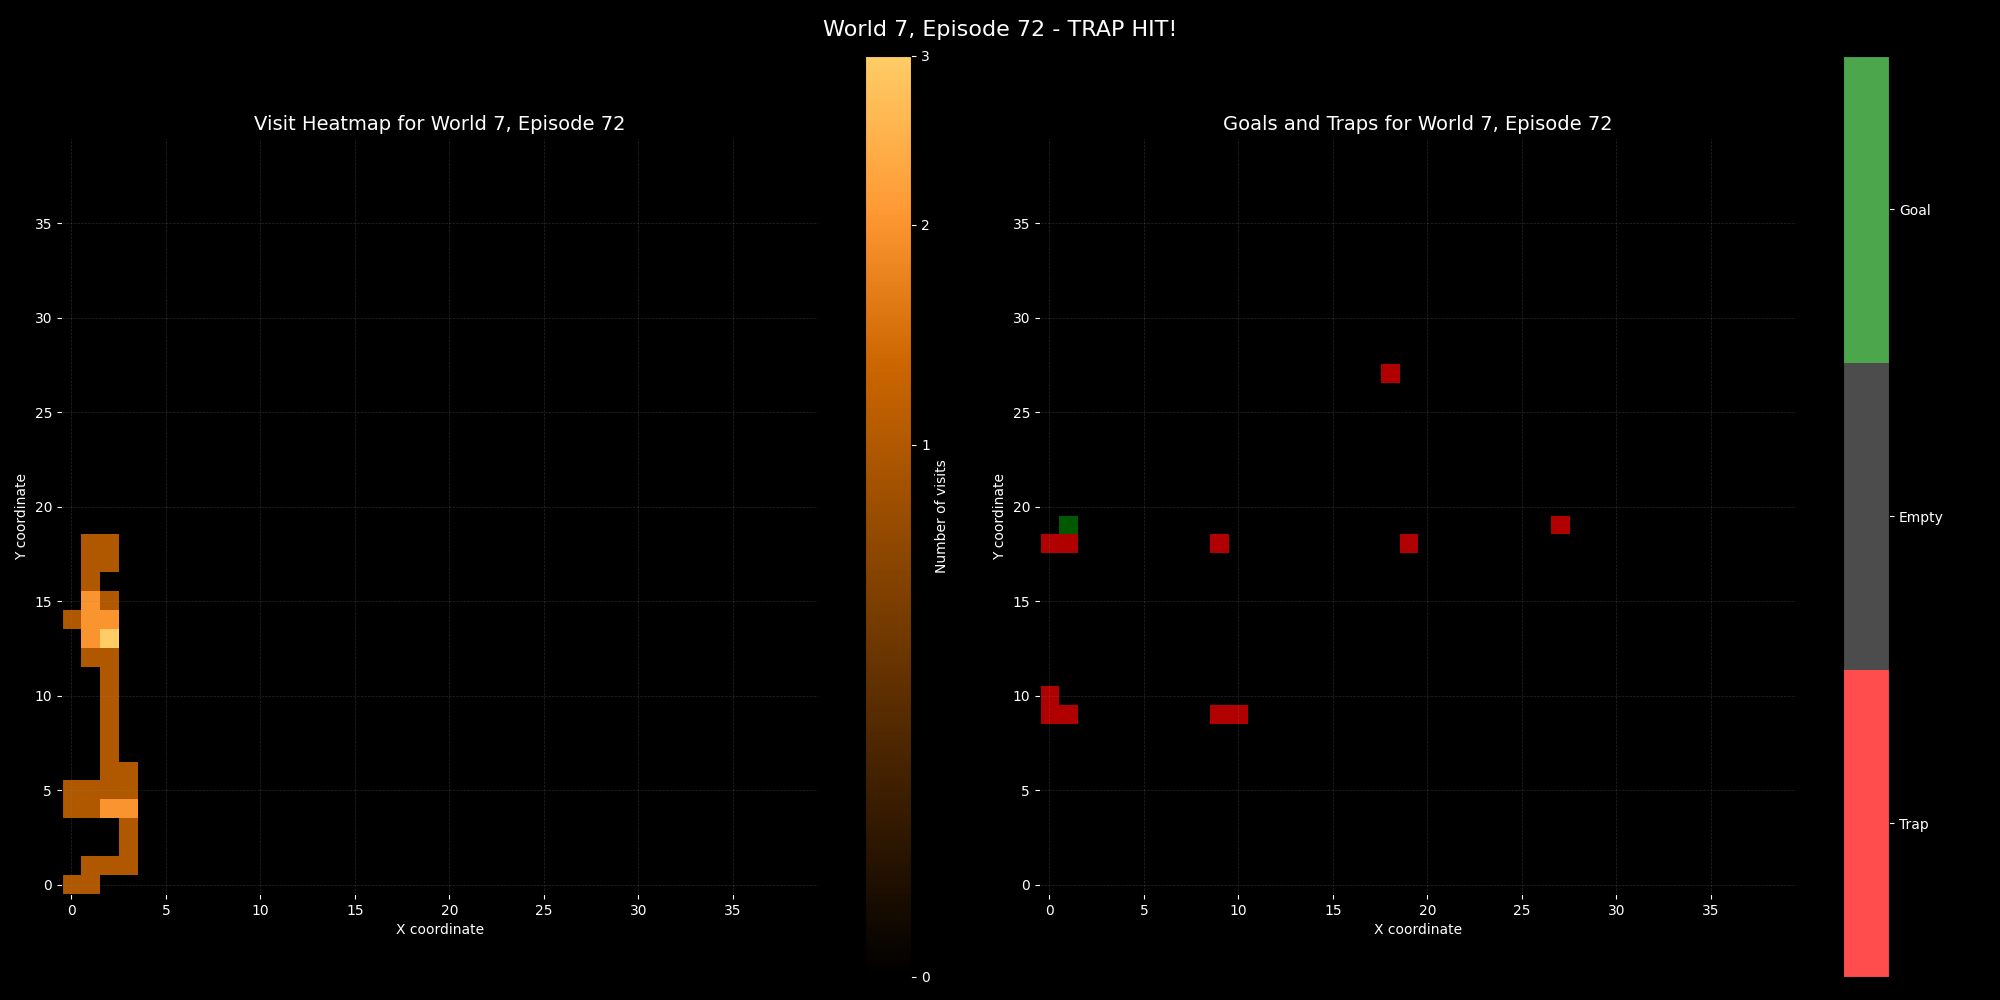 World 7, Episode 72 - TRAP HIT!
Visit Heatmap for World 7, Episode 72
35
30
25
20
15
10
5
0
Y coordinate
0 5 10 15 20 25 30 35
X coordinate
3
2
1
0
Number of visits
Goals and Traps for World 7, Episode 72
35
30
25
20
15
10
5
0
Y coordinate
0 5 10 15 20 25 30 35
X coordinate
Goal
Empty
Trap